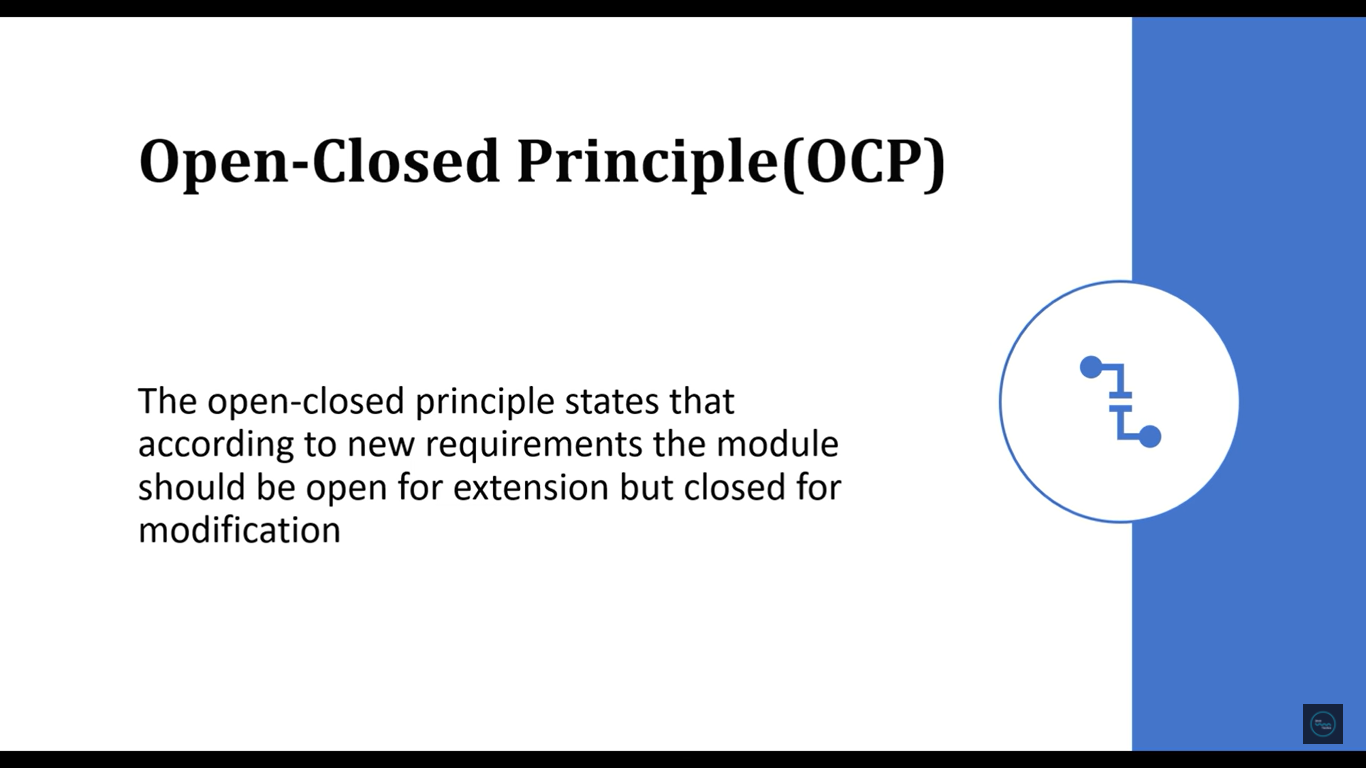 Open-Closed Principle(OCP)
The open-closed principle states that
according to new requirements the module
should be open for extension but closed for
modification